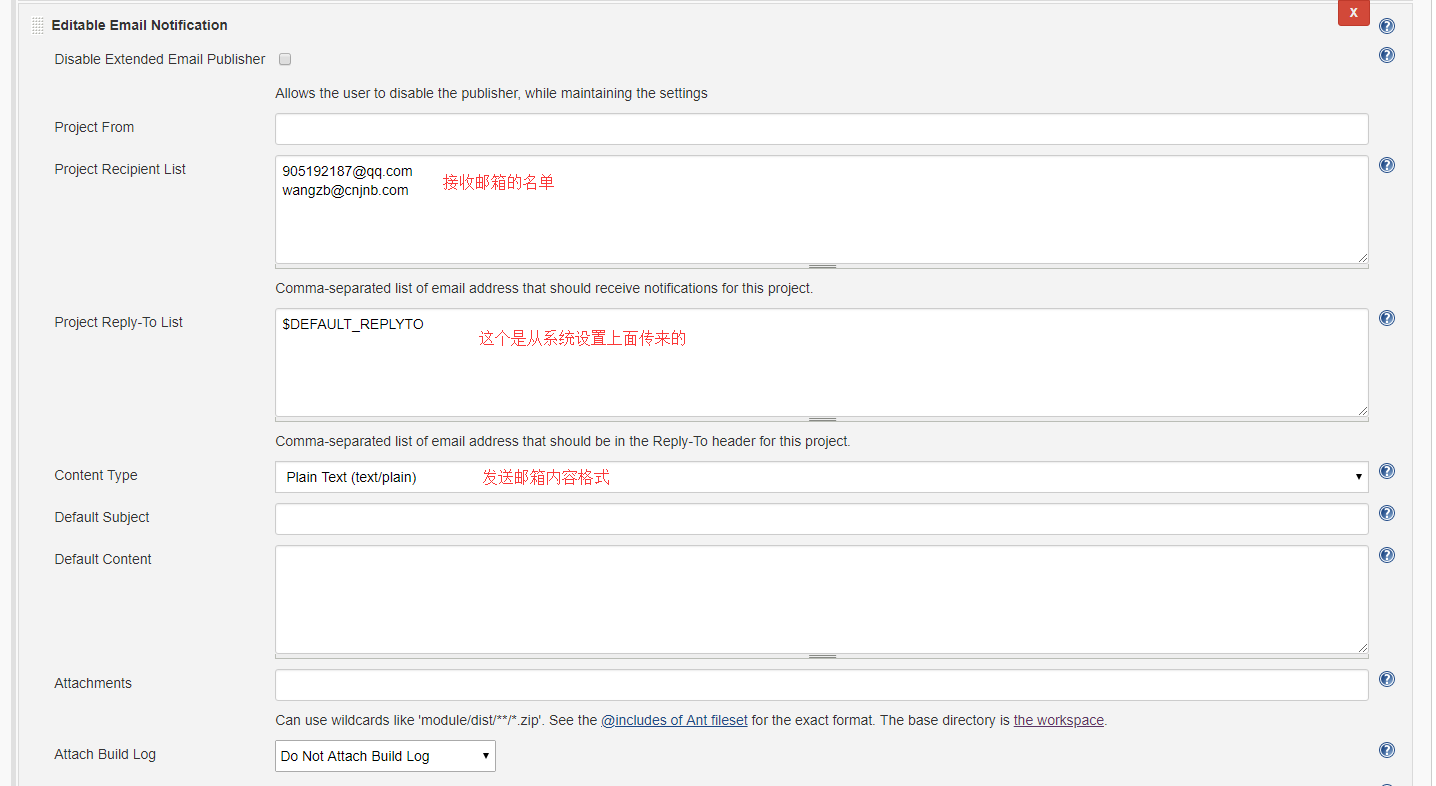 Editable Email Notification
X
Disable Extended Email Publisher
Allows the user to disable the publisher, while maintaining the settings
Project From
Project Recipient List
905192187@qq.com
wangzb@cnjnb.com
接收邮箱的名单
Comma-separated list of email address that should receive notifications for this project.
Project Reply-To List
$DEFAULT_REPLYTO
这个是从系统设置上面传来的
Comma-separated list of email address that should be in the Reply-To header for this project.
Content Type
Plain Text (text/plain)
发送邮箱内容格式
Default Subject
Default Content
Attachments
Can use wildcards like 'module/dist/**/*.zip'. See the @includes of Ant fileset for the exact format. The base directory is the workspace.
Attach Build Log
Do Not Attach Build Log